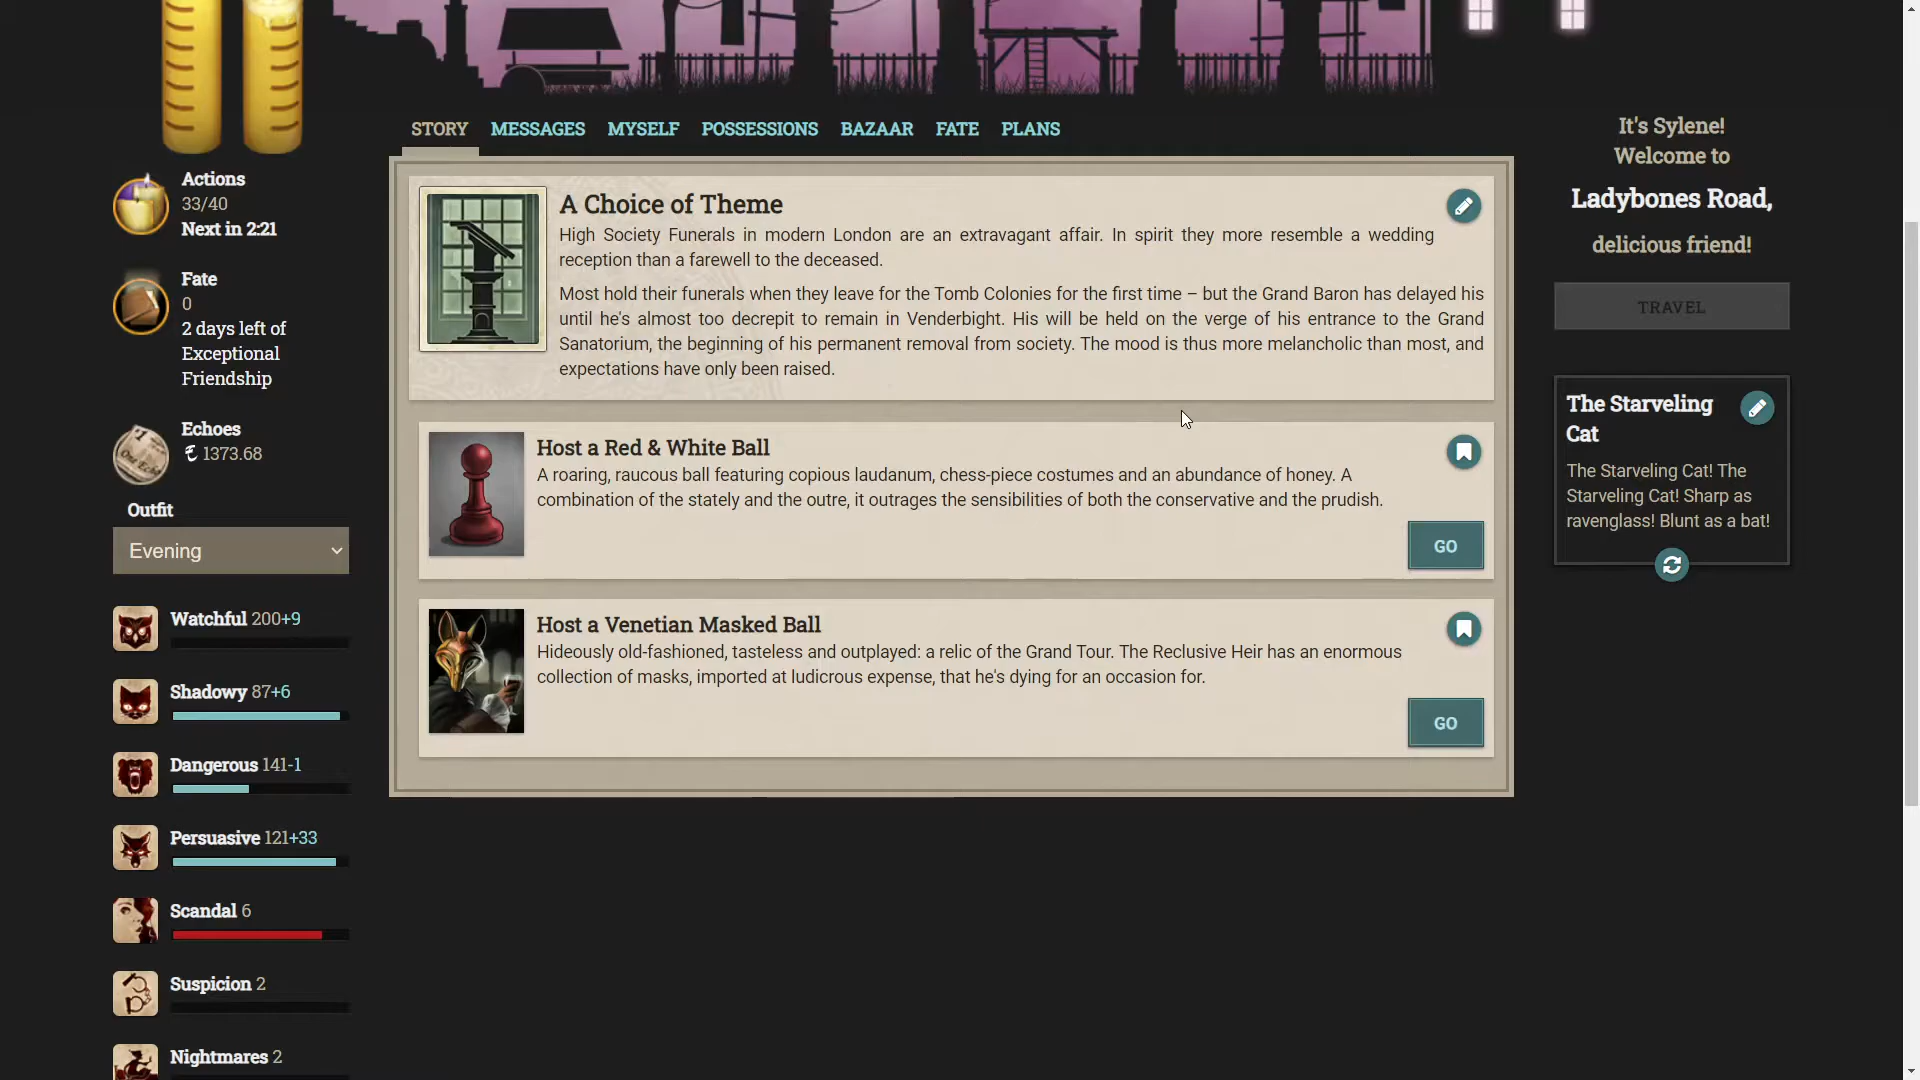 STORY MESSAGES MYSELF POSSESSIONS BAZAAR FATE PLANS
Actions
33/40
Next in 2:21
Fate
0
2 days left of
Exceptional
Friendship
Echoes
1373.68
Outfit
Evening
Watchful 200+9
Shadowy 87+6
Dangerous 141-1
Persuasive 121+33
Scandal 6
Suspicion 2
Nightmares 2
A Choice of Theme
High Society Funerals in modern London are an extravagant affair. In spirit they more resemble a wedding
reception than a farewell to the deceased.
Most hold their funerals when they leave for the Tomb Colonies for the first time – but the Grand Baron has delayed his
until he's almost too decrepit to remain in Venderbight. His will be held on the verge of his entrance to the Grand
Sanatorium, the beginning of his permanent removal from society. The mood is thus more melancholic than most, and
expectations have only been raised.
Host a Red & White Ball
A roaring, raucous ball featuring copious laudanum, chess-piece costumes and an abundance of honey. A
combination of the stately and the outre, it outrages the sensibilities of both the conservative and the prudish.
GO
Host a Venetian Masked Ball
Hideously old-fashioned, tasteless and outplayed: a relic of the Grand Tour. The Reclusive Heir has an enormous
collection of masks, imported at ludicrous expense, that he's dying for an occasion for.
GO
It's Sylene!
Welcome to
Ladybones Road,
delicious friend!
TRAVEL
The Starveling
Cat
The Starveling Cat! The
Starveling Cat! Sharp as
ravenglass! Blunt as a bat!